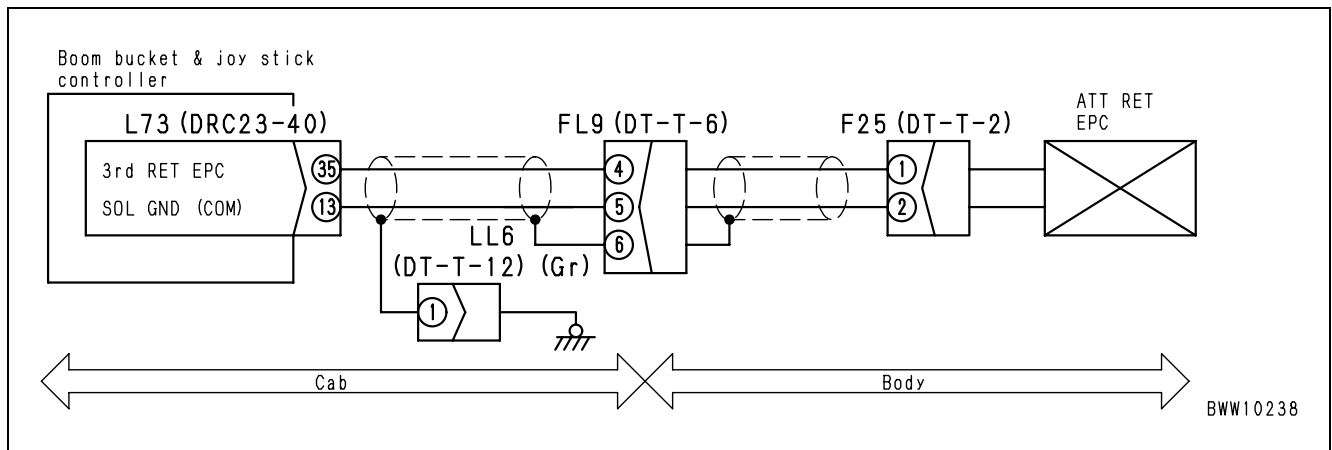 Boom bucket & joy stick
controller
L73 (DRC23-40)
FL9 (DT-T-6)
F25 (DT-T-2)
ATT RET
EPC
3rd RET EPC
35
4
1
SOL GND (COM)
13
5
2
6
LL6
(DT-T-12) (Gr)
1
Cab
Body
BWW10238